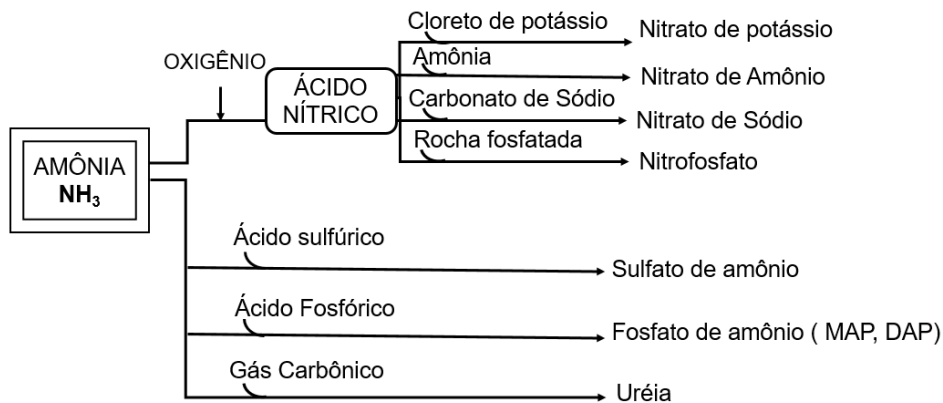 Cloreto de potássio
Nitrato de potássio
OXIGÊNIO
Amônia
Nitrato de Amônio
ÁCIDO
NÍTRICO
Carbonato de Sódio
Nitrato de Sódio
Rocha fosfatada
Nitrofosfato
AMÔNIA
NH₃
Ácido sulfúrico
Sulfato de amônio
Ácido Fosfórico
Fosfato de amônio ( MAP, DAP)
Gás Carbônico
Uréia